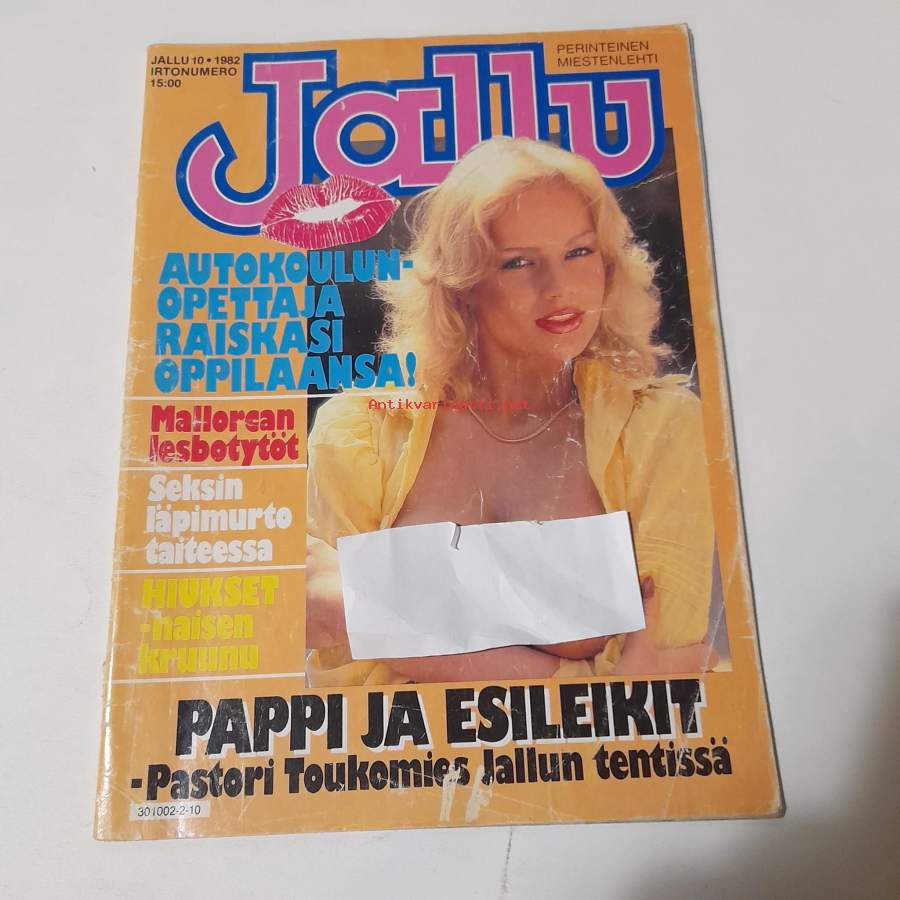 JALLU 10 • 1982
IRTONUMERO
15:00
PERINTEINEN
MIESTENLEHTI
Jallu
AUTOKOULUN-
OPETTAJA
RAISKASI
OPPILAANSA!
Antikvariaatti.net
Mallorcan
lesbotytöt
Seksin
läpimurto
taiteessa
HIUKSET
-naisen
kruunu
PAPPI JA ESILEIKIT
-Pastori Toukomies Jallun tentissä
301002-2-10